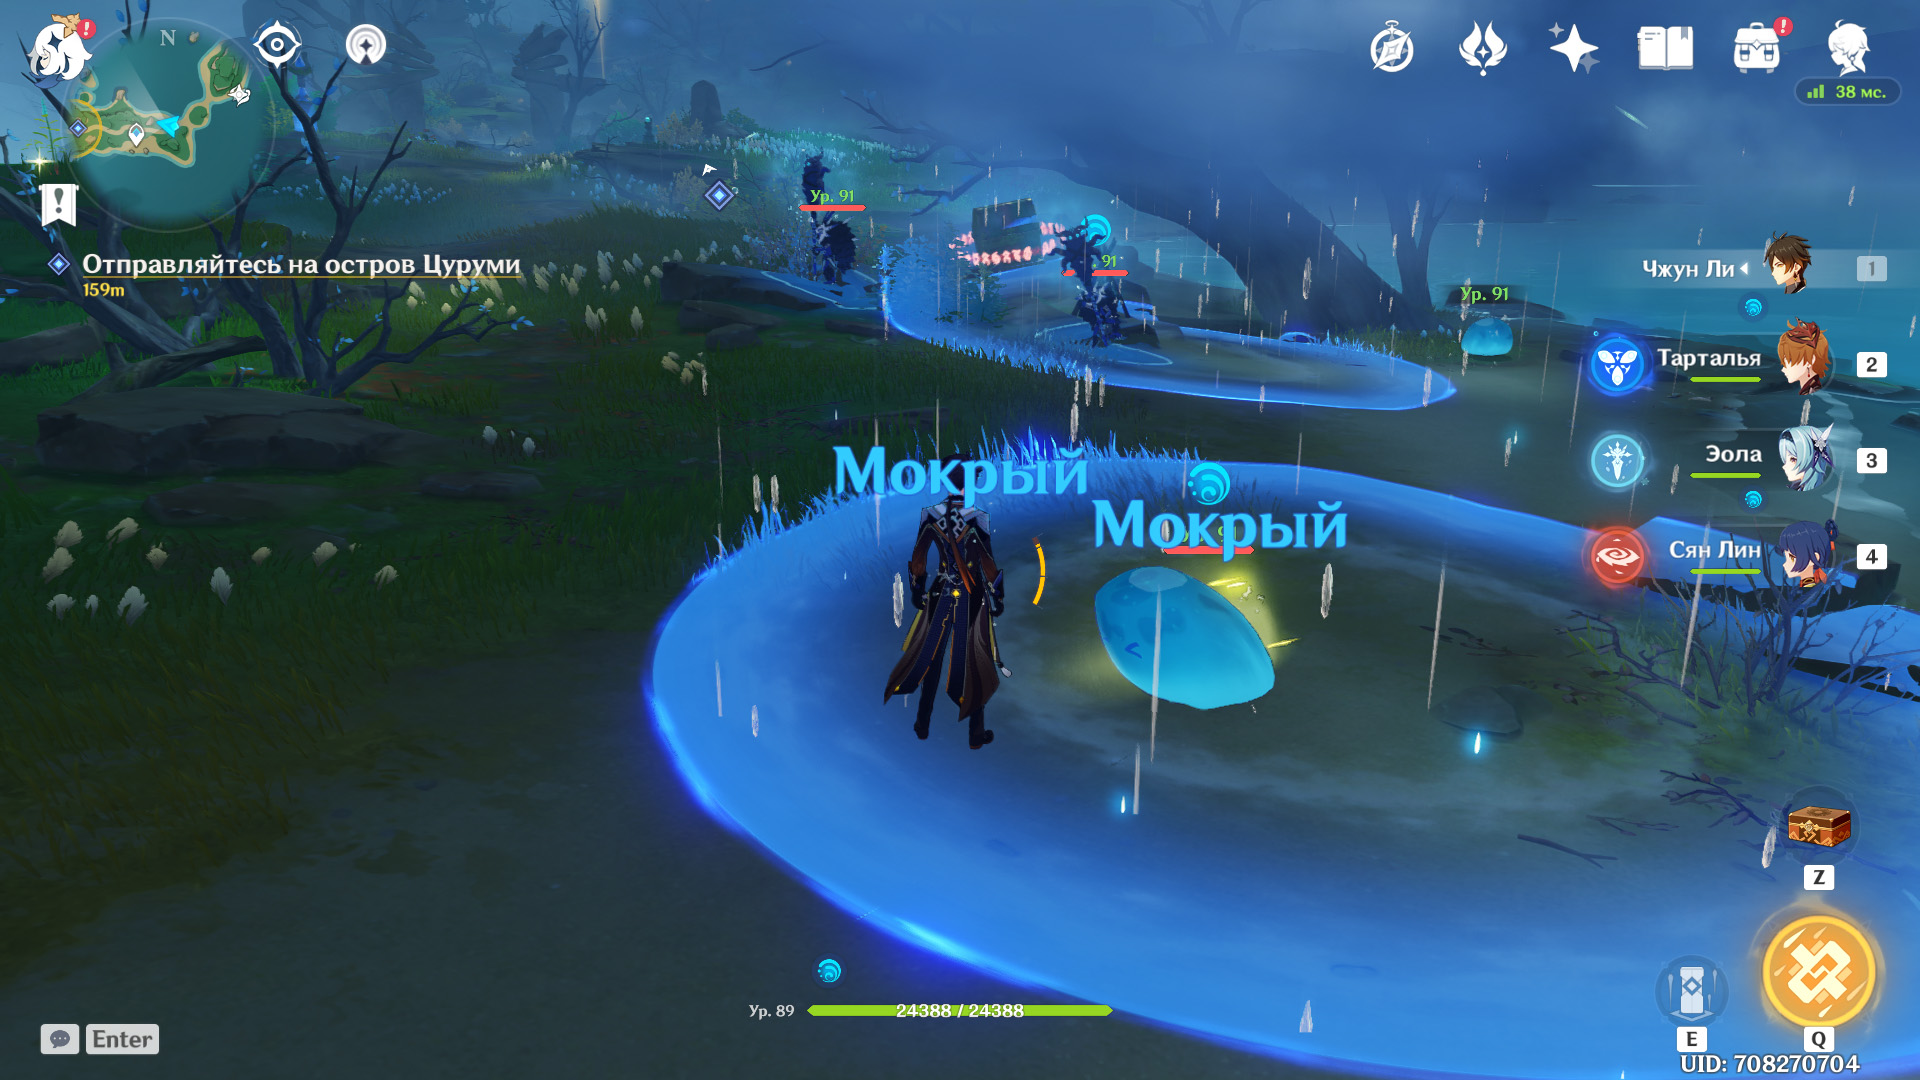 N
38 мс.
Отправляйтесь на остров Цуруми
159m
Ур. 91
91
Ур. 91
Чжун Ли
1
Тарталья
2
Эола
3
Сян Лин
4
Мокрый
Мокрый
Z
Ур. 89
24388 / 24388
Enter
E
Q
UID: 708270704